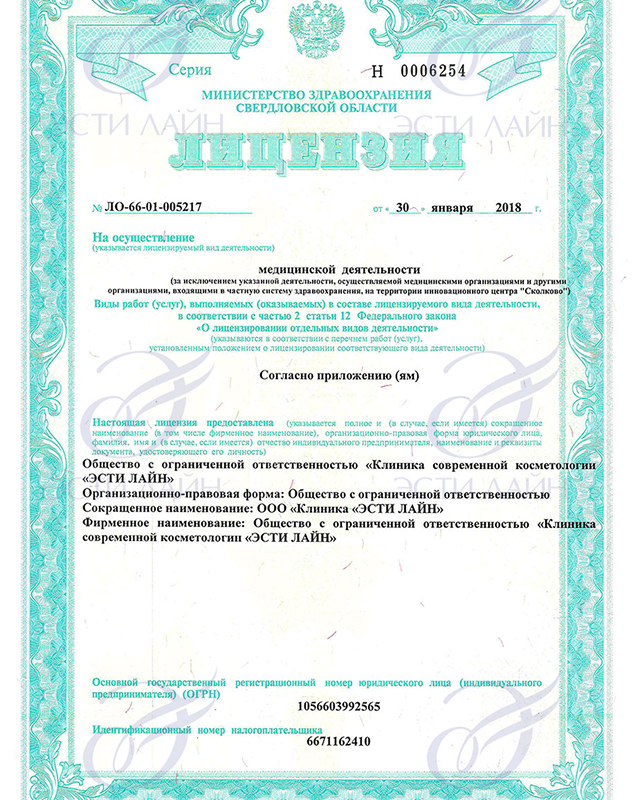 Серия Н 0006254
МИНИСТЕРСТВО ЗДРАВООХРАНЕНИЯ
СВЕРДЛОВСКОЙ ОБЛАСТИ
ЭСТИ ЛАЙН ЭСТИ ЛАЙН
ЛИЦЕНЗИЯ
№ ЛО-66-01-005217 от « 30 » января 2018 г.
На осуществление
(указывается лицензируемый вид деятельности)
медицинской деятельности
(за исключением указанной деятельности, осуществляемой медицинскими организациями и другими
организациями, входящими в частную систему здравоохранения, на территории инновационного центра "Сколково")
Виды работ (услуг), выполняемых (оказываемых) в составе лицензируемого вида деятельности,
в соответствии с частью 2 статьи 12 Федерального закона
«О лицензировании отдельных видов деятельности»
(указываются в соответствии с перечнем работ (услуг),
установленным положением о лицензировании соответствующего вида деятельности)
Согласно приложению (ям)
Настоящая лицензия предоставлена (указывается полное и (в случае, если имеется) сокращенное
наименование (в том числе фирменное наименование), организационно-правовая форма юридического лица,
фамилия, имя и (в случае, если имеется) отчество индивидуального предпринимателя, наименование и реквизиты
документа, удостоверяющего его личность)
Общество с ограниченной ответственностью «Клиника современной косметологии
«ЭСТИ ЛАЙН»
Организационно-правовая форма: Общество с ограниченной ответственностью
Сокращенное наименование: ООО «Клиника «ЭСТИ ЛАЙН»
Фирменное наименование: Общество с ограниченной ответственностью «Клиника
современной косметологии «ЭСТИ ЛАЙН»
Основной государственный регистрационный номер юридического лица (индивидуального
предпринимателя) (ОГРН)
1056603992565
Идентификационный номер налогоплательщика
6671162410
ЭСТИ ЛАЙН ЭСТИ ЛАЙН